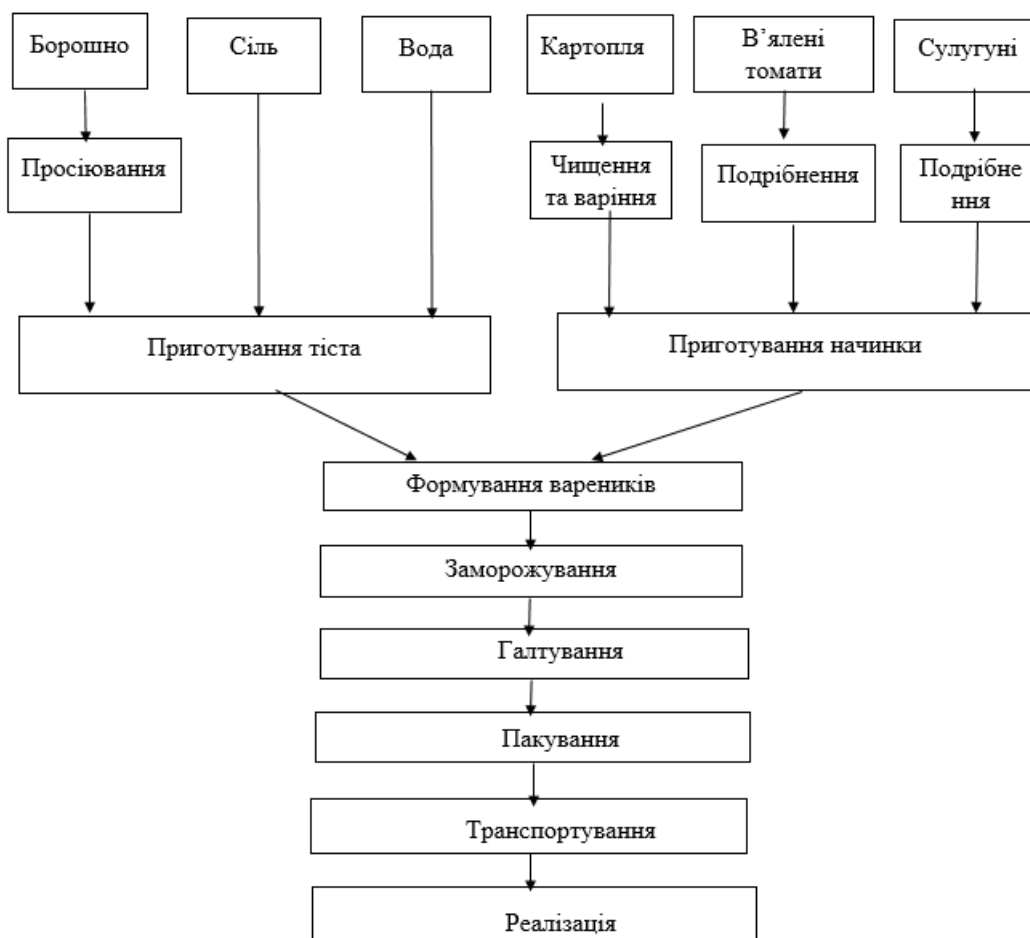 Борошно
Сіль
Вода
Картопля
В’ялені
томати
Сулугуні
Просіювання
Чищення
та варіння
Подрібнення
Подрібне
ння
Приготування тіста
Приготування начинки
Формування вареників
Заморожування
Галтування
Пакування
Транспортування
Реалізація